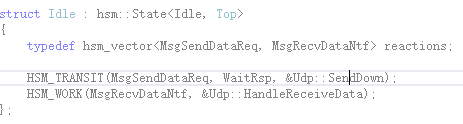 struct Idle : hsm::State<Idle, Top>
{
typedef hsm_vector<MsgSendDataReq, MsgRecvDataNtf> reactions;
HSM_TRANSIT(MsgSendDataReq, WaitRsp, &Udp::SendDown);
HSM_WORK(MsgRecvDataNtf, &Udp::HandleReceiveData);
};